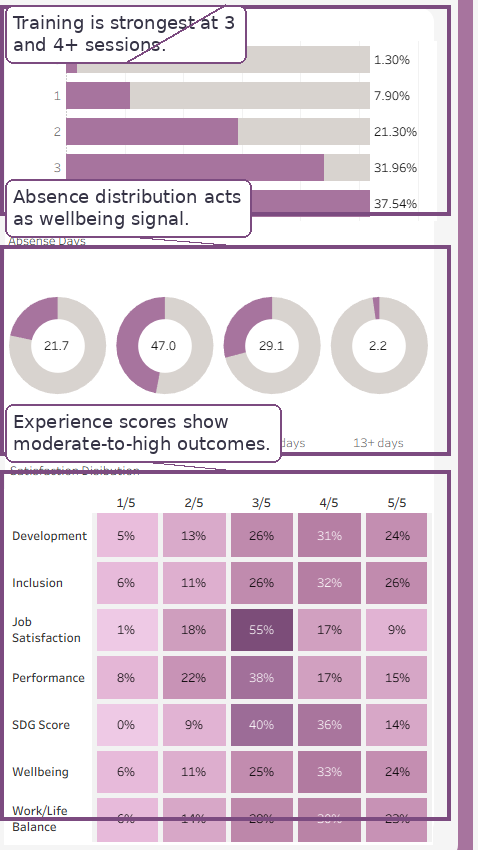 Training is strongest at 3
and 4+ sessions.
1.30%
1 7.90%
2 21.30%
3 31.96%
37.54%
Absence distribution acts
as wellbeing signal.
Absense Days
21.7 47.0 29.1 2.2
Experience scores show
moderate-to-high outcomes.
days 13+ days
1/5 2/5 3/5 4/5 5/5
Development 5% 13% 26% 31% 24%
Inclusion 6% 11% 26% 32% 26%
Job
Satisfaction 1% 18% 55% 17% 9%
Performance 8% 22% 38% 17% 15%
SDG Score 0% 9% 40% 36% 14%
Wellbeing 6% 11% 25% 33% 24%
Work/Life
Balance 6% 14% 28% 30% 23%